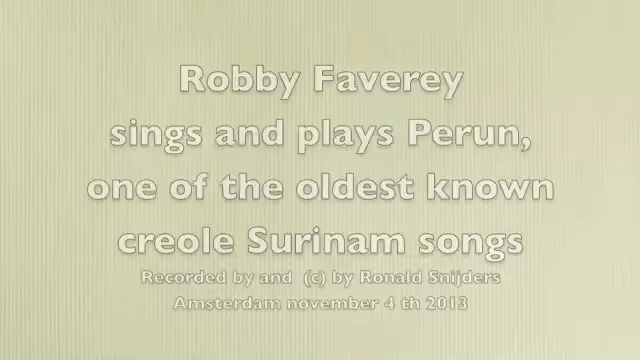 Robby Faverey
sings and plays Perun,
one of the oldest known
creole Surinam songs
Recorded by and (c) by Ronald Snijders
Amsterdam november 4 th 2013